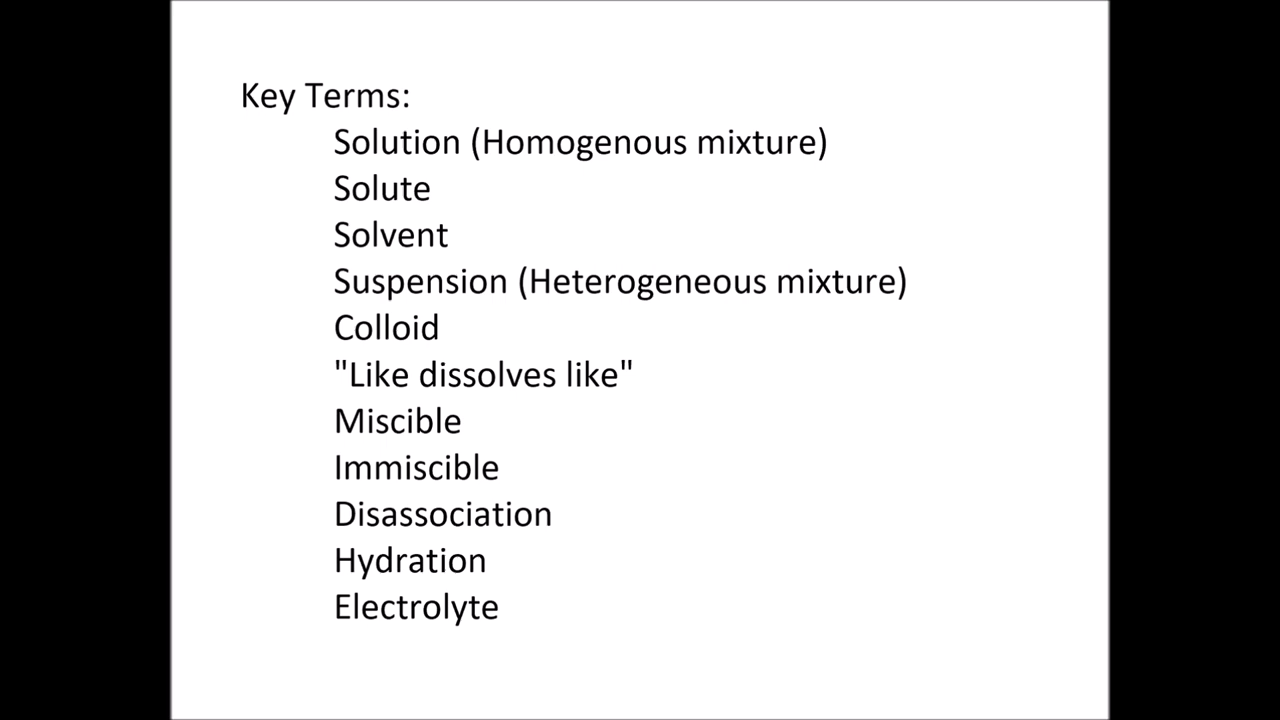 Key Terms:
Solution (Homogenous mixture)
Solute
Solvent
Suspension (Heterogeneous mixture)
Colloid
"Like dissolves like"
Miscible
Immiscible
Disassociation
Hydration
Electrolyte